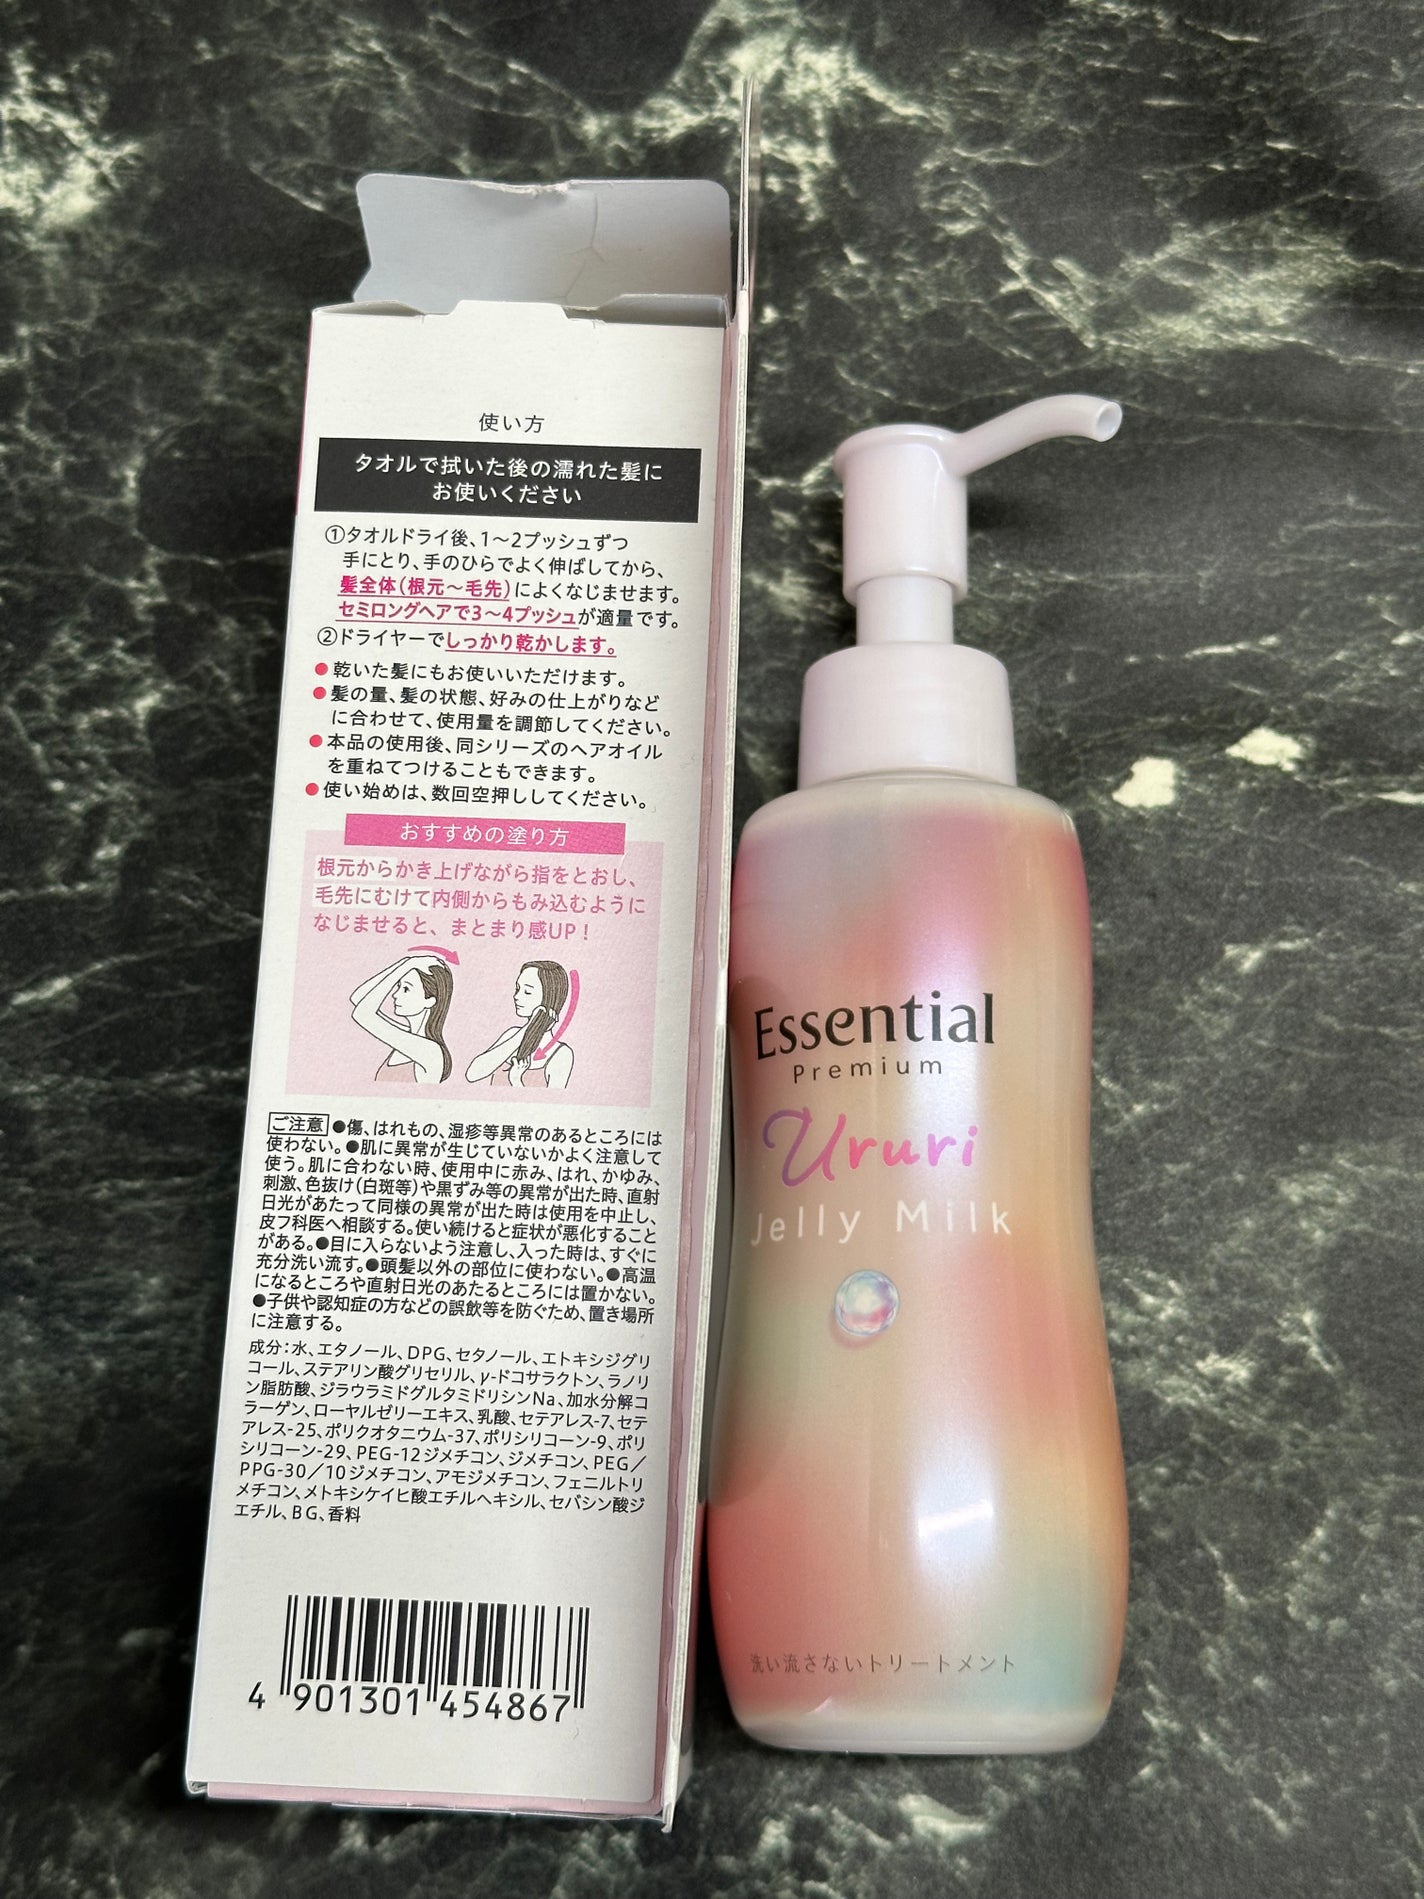 使い方
タオルで拭いた後の濡れた髪に
お使いください
①タオルドライ後、1〜2プッシュずつ
手にとり、手のひらでよく伸ばしてから、
髪全体(根元〜毛先)によくなじませます。
セミロングヘアで3〜4プッシュが適量です。
②ドライヤーでしっかり乾かします。
●乾いた髪にもお使いいただけます。
●髪の量、髪の状態、好みの仕上がりなど
に合わせて、使用量を調節してください。
●本品の使用後、同シリーズのヘアオイル
を重ねてつけることもできます。
●使い始めは、数回空押ししてください。
おすすめの塗り方
根元からかき上げながら指をとおし、
毛先にむけて内側からもみ込むように
なじませると、まとまり感UP！
ご注意 ●傷、はれもの、湿疹等異常のあるところには
使わない。●肌に異常が生じていないかよく注意して
使う。肌に合わない時、使用中に赤み、はれ、かゆみ、
刺激、色抜け(白斑等)や黒ずみ等の異常が出た時、直射
日光があたって同様の異常が出た時は使用を中止し、
皮フ科医へ相談する。使い続けると症状が悪化すること
がある。●目に入らないよう注意し、入った時は、すぐに
充分洗い流す。●頭髪以外の部位に使わない。●高温
になるところや直射日光のあたるところには置かない。
●子供や認知症の方などの誤飲等を防ぐため、置き場所
に注意する。
成分：水、エタノール、DPG、セタノール、エトキシジグリ
コール、ステアリン酸グリセリル、γ-ドコサラクトン、ラノリ
ン脂肪酸、ジラウラミドグルタミドリシンNa、加水分解コ
ラーゲン、ローヤルゼリーエキス、乳酸、セテアレス-7、セテ
アレス-25、ポリクオタニウム-37、ポリシリコーン-9、ポリ
シリコーン-29、PEG-12ジメチコン、ジメチコン、PEG／
PPG-30／10ジメチコン、アモジメチコン、フェニルトリ
メチコン、メトキシケイヒ酸エチルヘキシル、セバシン酸ジ
エチル、BG、香料
4 901301 454867
Essential
Premium
Ururi
Jelly Milk
洗い流さないトリートメント